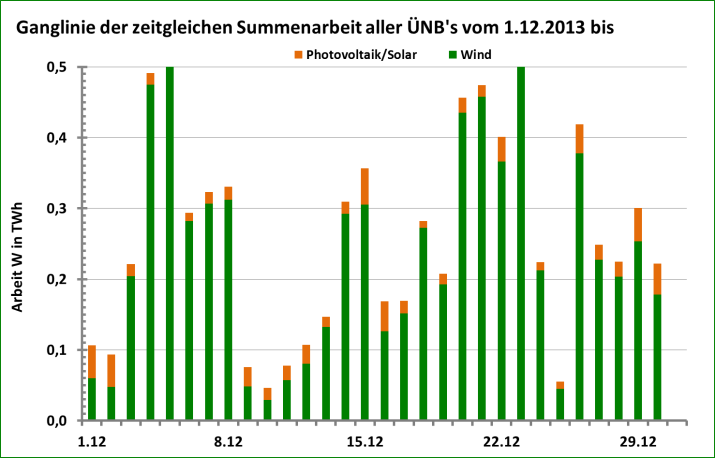 Ganglinie der zeitgleichen Summenarbeit aller ÜNB's vom 1.12.2013 bis
Photovoltaik/Solar Wind
0,5
0,4
0,3
0,2
0,1
0,0
Arbeit W in TWh
1.12 8.12 15.12 22.12 29.12